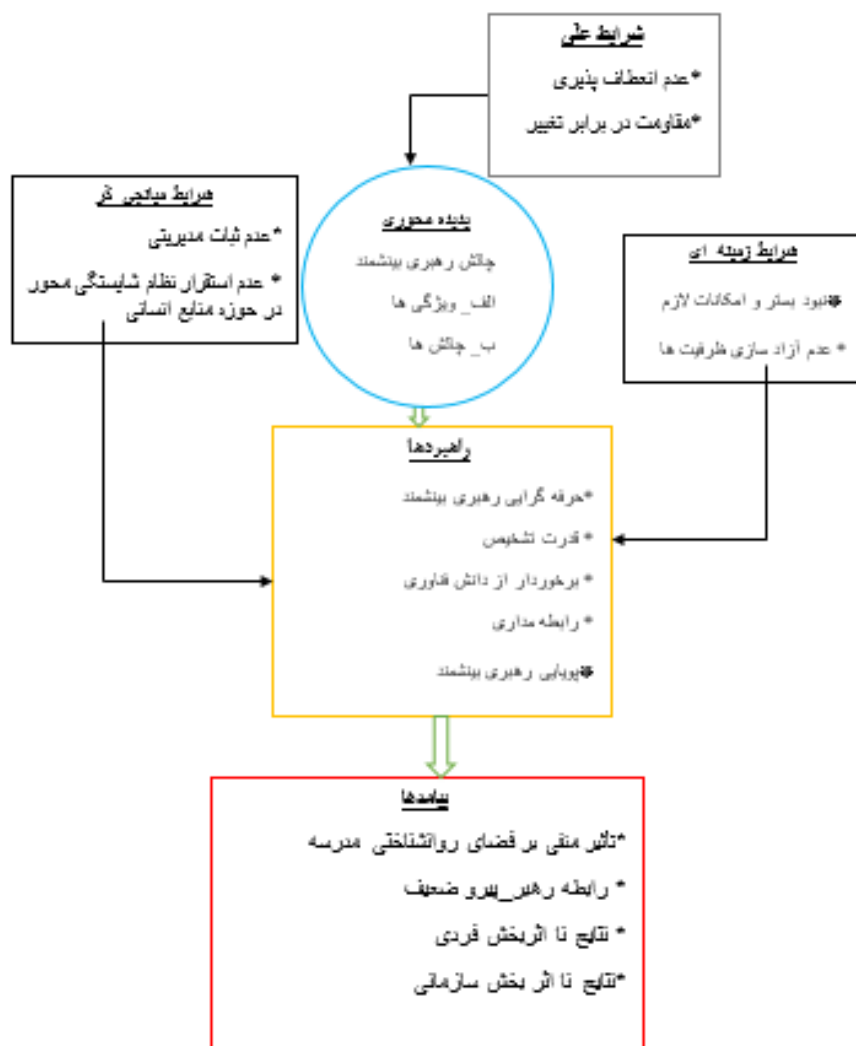 شرایط علّی
*عدم انعطاف پذیری
*مقاومت در برابر تغییر
شرایط میانجی گر
*عدم ثبات مدیریتی
* عدم استقرار نظام شایستگی محور
در حوزه منابع انسانی
پدیده محوری
چالش رهبری بینشمند
الف_ ویژگی ها
ب_ چالش ها
شرایط زمینه ای
*نبود بستر و امکانات لازم
* عدم آزاد سازی ظرفیت ها
راهبردها
*حرفه گرایی رهبری بینشمند
* قدرت تشخیص
* برخوردار از دانش فناوری
* رابطه مداری
*پویایی رهبری بینشمند
پیامدها
*تأثیر منفی بر فضای روانشناختی مدرسه
* رابطه رهبر_پیرو ضعیف
* نتایج نا اثربخش فردی
*نتایج نا اثر بخش سازمانی